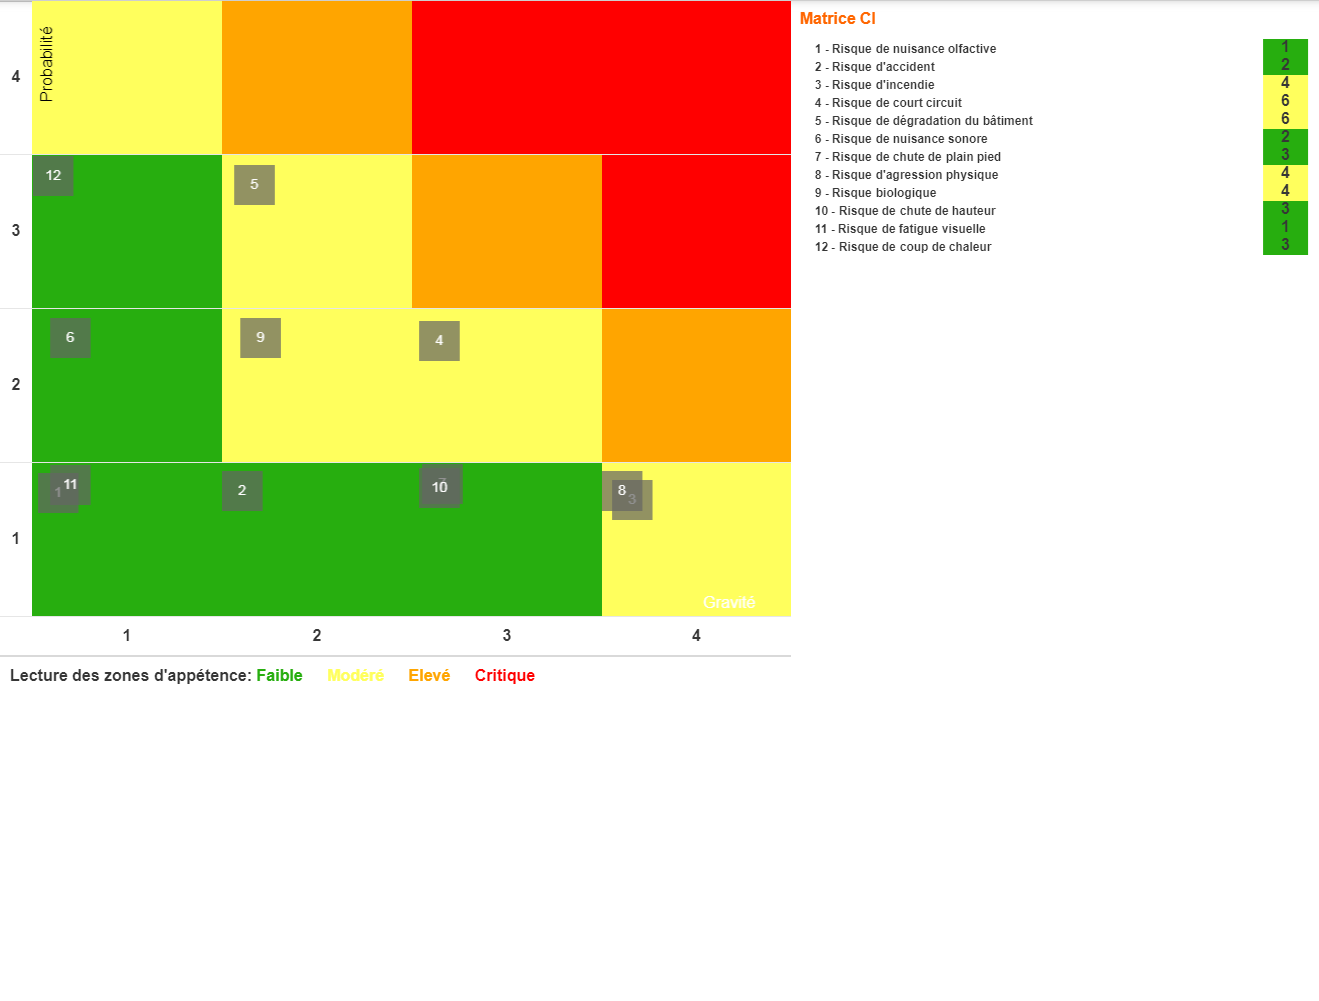 Matrice CI
1 - Risque de nuisance olfactive 1
2 - Risque d'accident 2
3 - Risque d'incendie 4
4 - Risque de court circuit 6
5 - Risque de dégradation du bâtiment 6
6 - Risque de nuisance sonore 2
7 - Risque de chute de plain pied 3
8 - Risque d'agression physique 4
9 - Risque biologique 4
10 - Risque de chute de hauteur 3
11 - Risque de fatigue visuelle 1
12 - Risque de coup de chaleur 3
Probabilité
4
12
5
3
6
9
4
2
1
11
2
7
10
8
3
1
Gravité
1 2 3 4
Lecture des zones d'appétence: Faible Modéré Elevé Critique